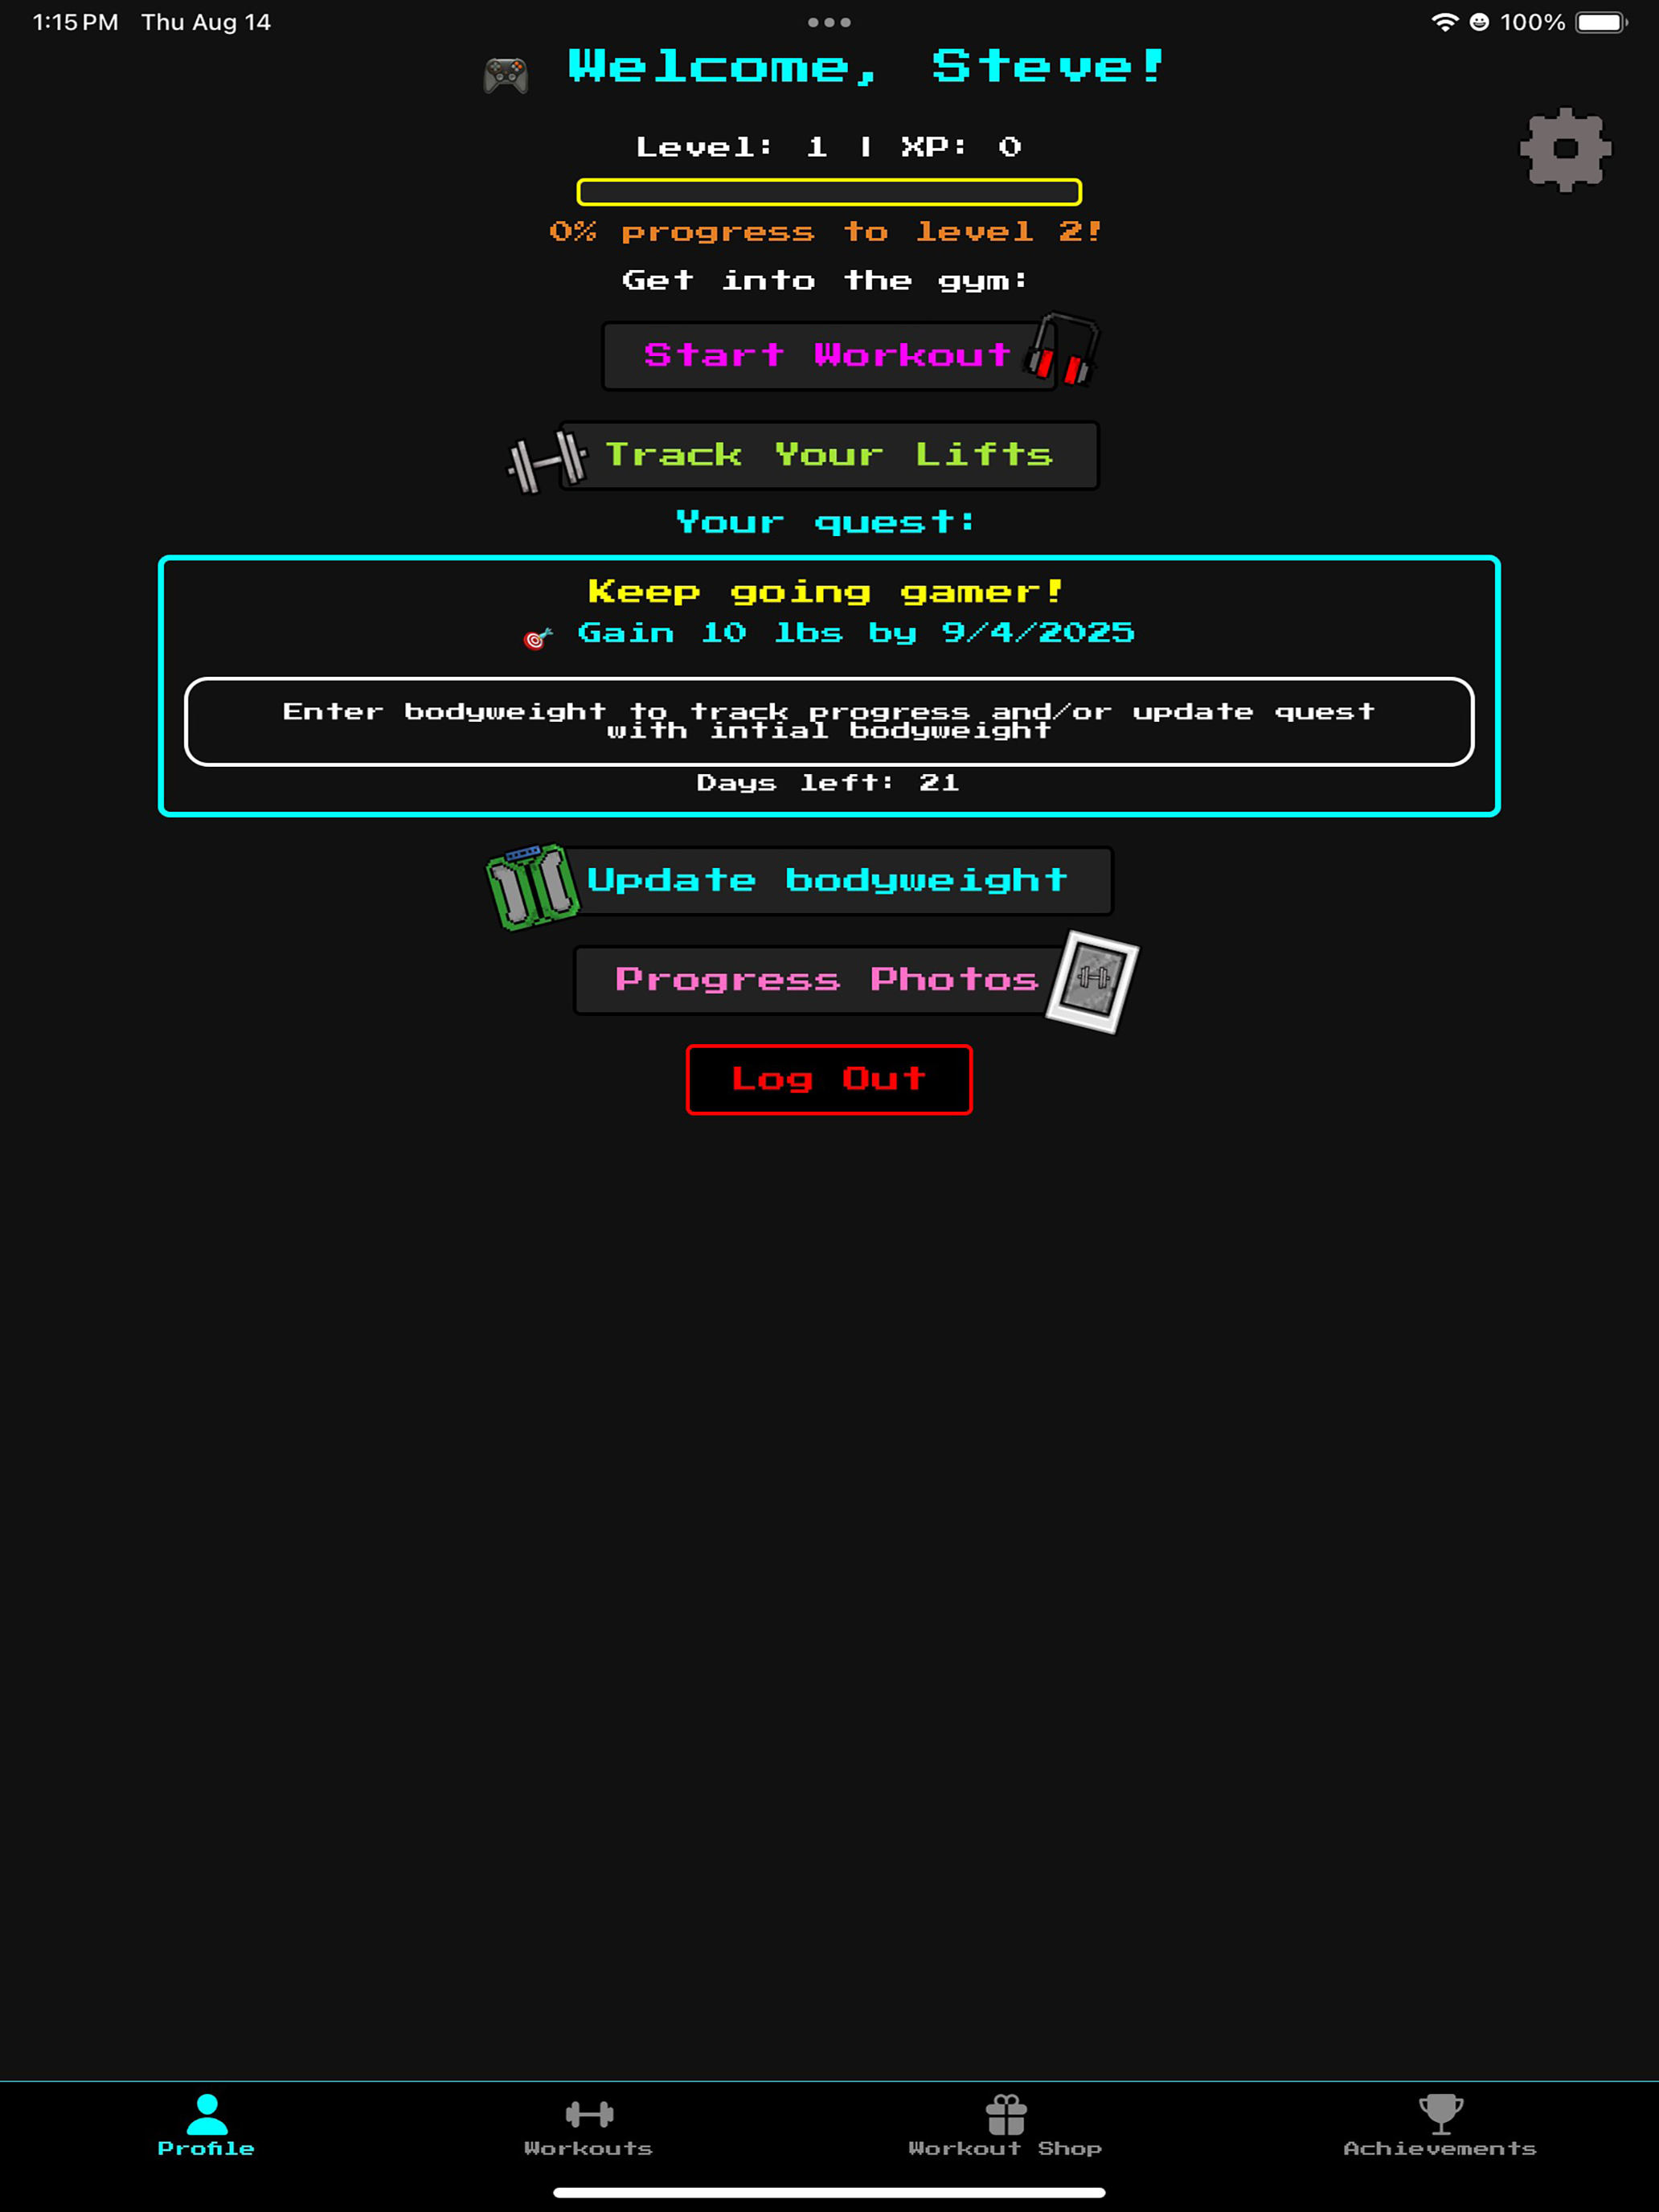 1:15 PM Thu Aug 14
100%
Welcome, Steve!
Level: 1 | XP: 0
0% progress to level 2!
Get into the gym:
Start Workout
Track Your Lifts
Your quest:
Keep going gamer!
Gain 10 lbs by 9/4/2025
Enter bodyweight to track progress and/or update quest
with intial bodyweight
Days left: 21
Update bodyweight
Progress Photos
Log Out
Profile Workouts Workout Shop Achievements